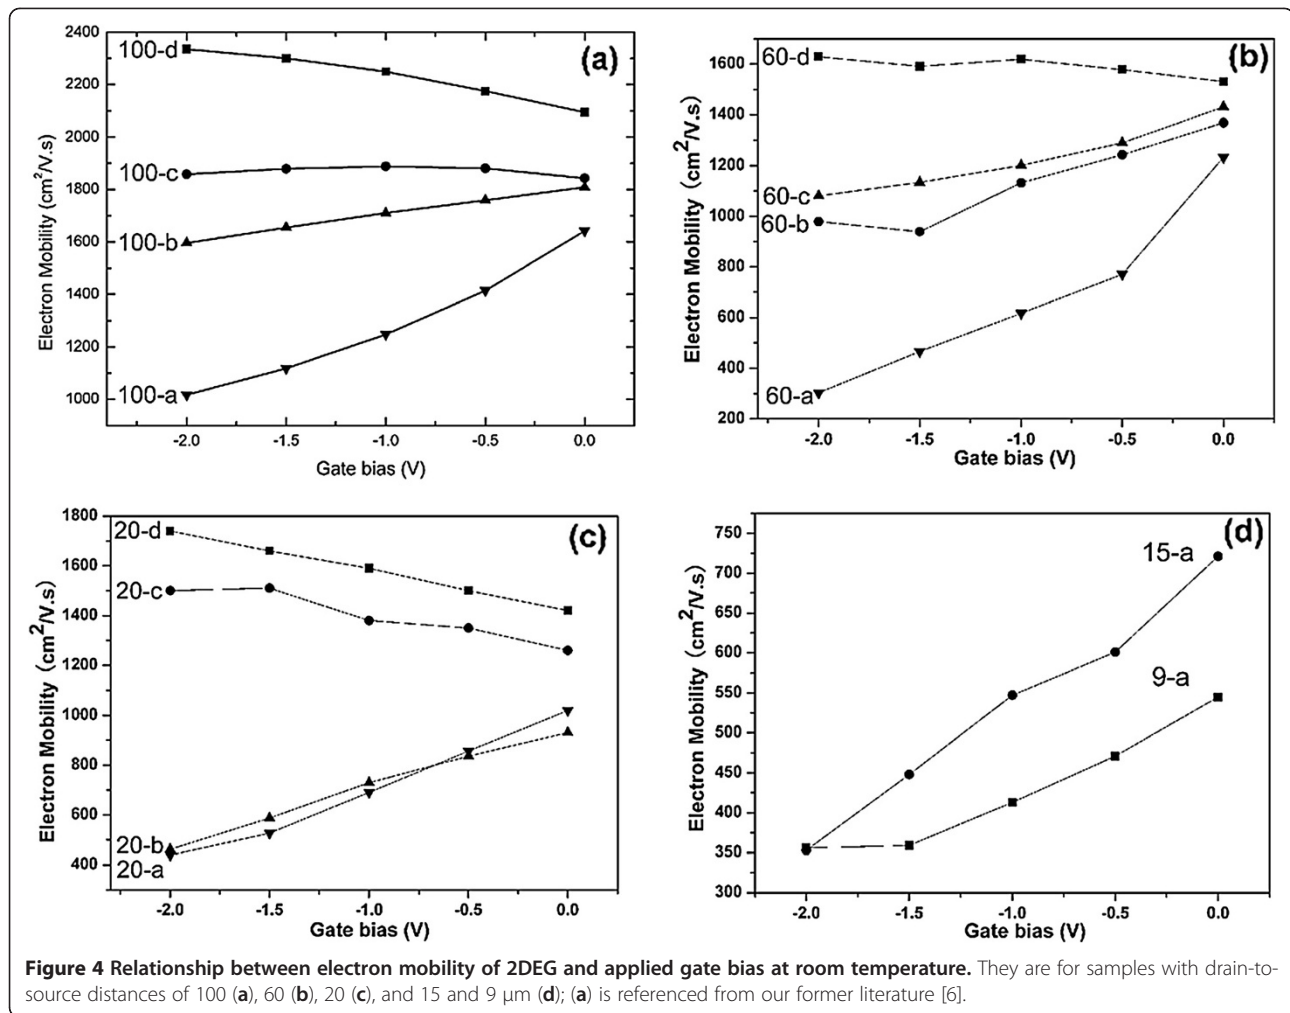 2400
2200
2000
1800
1600
1400
1200
1000
Electron Mobility (cm²/V.s)
100-d
100-c
100-b
100-a
(a)
-2.0 -1.5 -1.0 -0.5 0.0
Gate bias (V)
1600
1400
1200
1000
800
600
400
200
Electron Mobility (cm²/V.s)
60-d
60-c
60-b
60-a
(b)
-2.0 -1.5 -1.0 -0.5 0.0
Gate bias (V)
1800
1600
1400
1200
1000
800
600
400
Electron Mobility (cm²/V.s)
20-d
20-c
20-b
20-a
(c)
-2.0 -1.5 -1.0 -0.5 0.0
Gate bias (V)
750
700
650
600
550
500
450
400
350
300
Electron Mobility (cm²/V.s)
15-a
9-a
(d)
-2.0 -1.5 -1.0 -0.5 0.0
Gate bias (V)
Figure 4 Relationship between electron mobility of 2DEG and applied gate bias at room temperature. They are for samples with drain-to-
source distances of 100 (a), 60 (b), 20 (c), and 15 and 9 μm (d); (a) is referenced from our former literature [6].